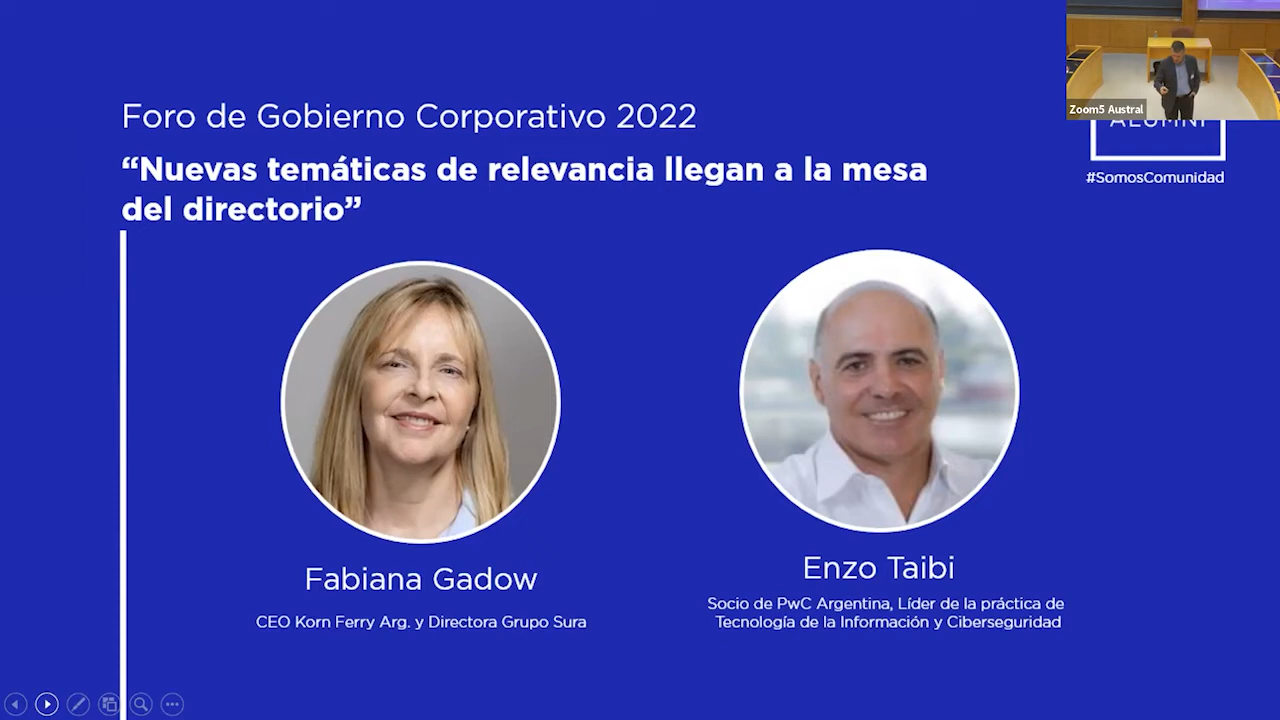 Foro de Gobierno Corporativo 2022
“Nuevas temáticas de relevancia llegan a la mesa
del directorio”
Zoom5 Austral
ALUMNI
#SomosComunidad
Fabiana Gadow
CEO Korn Ferry Arg. y Directora Grupo Sura
Enzo Taibi
Socio de PwC Argentina, Líder de la práctica de
Tecnología de la Información y Ciberseguridad